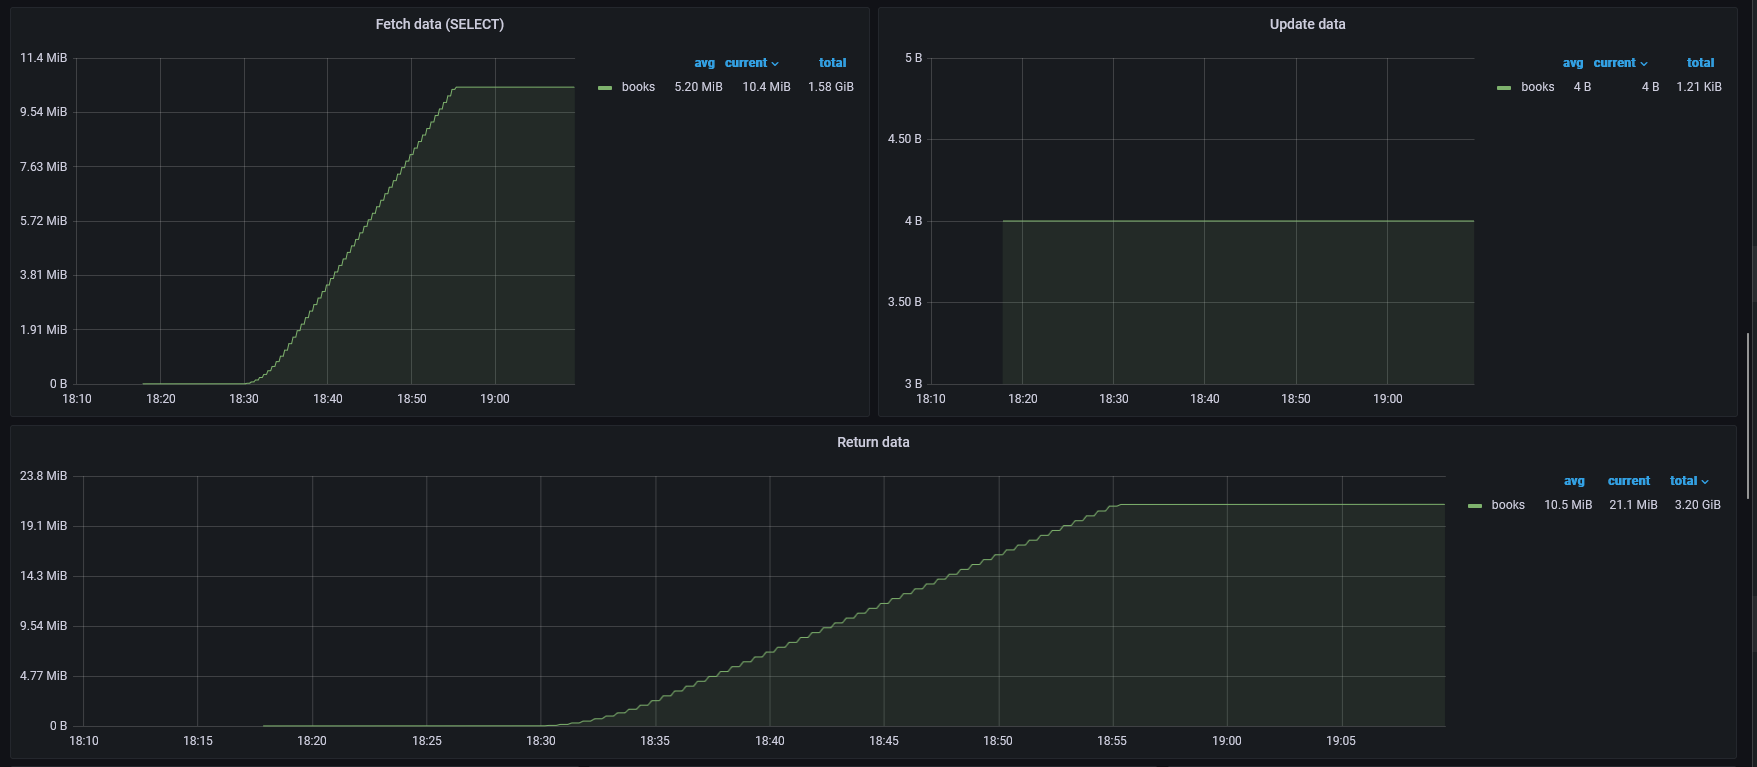 Fetch data (SELECT)
11.4 MiB
9.54 MiB
7.63 MiB
5.72 MiB
3.81 MiB
1.91 MiB
0 B
18:10 18:20 18:30 18:40 18:50 19:00
avg current total
books 5.20 MiB 10.4 MiB 1.58 GiB
Update data
5 B
4.50 B
4 B
3.50 B
3 B
18:10 18:20 18:30 18:40 18:50 19:00
avg current total
books 4 B 4 B 1.21 KiB
Return data
23.8 MiB
19.1 MiB
14.3 MiB
9.54 MiB
4.77 MiB
0 B
18:10 18:15 18:20 18:25 18:30 18:35 18:40 18:45 18:50 18:55 19:00 19:05
avg current total
books 10.5 MiB 21.1 MiB 3.20 GiB